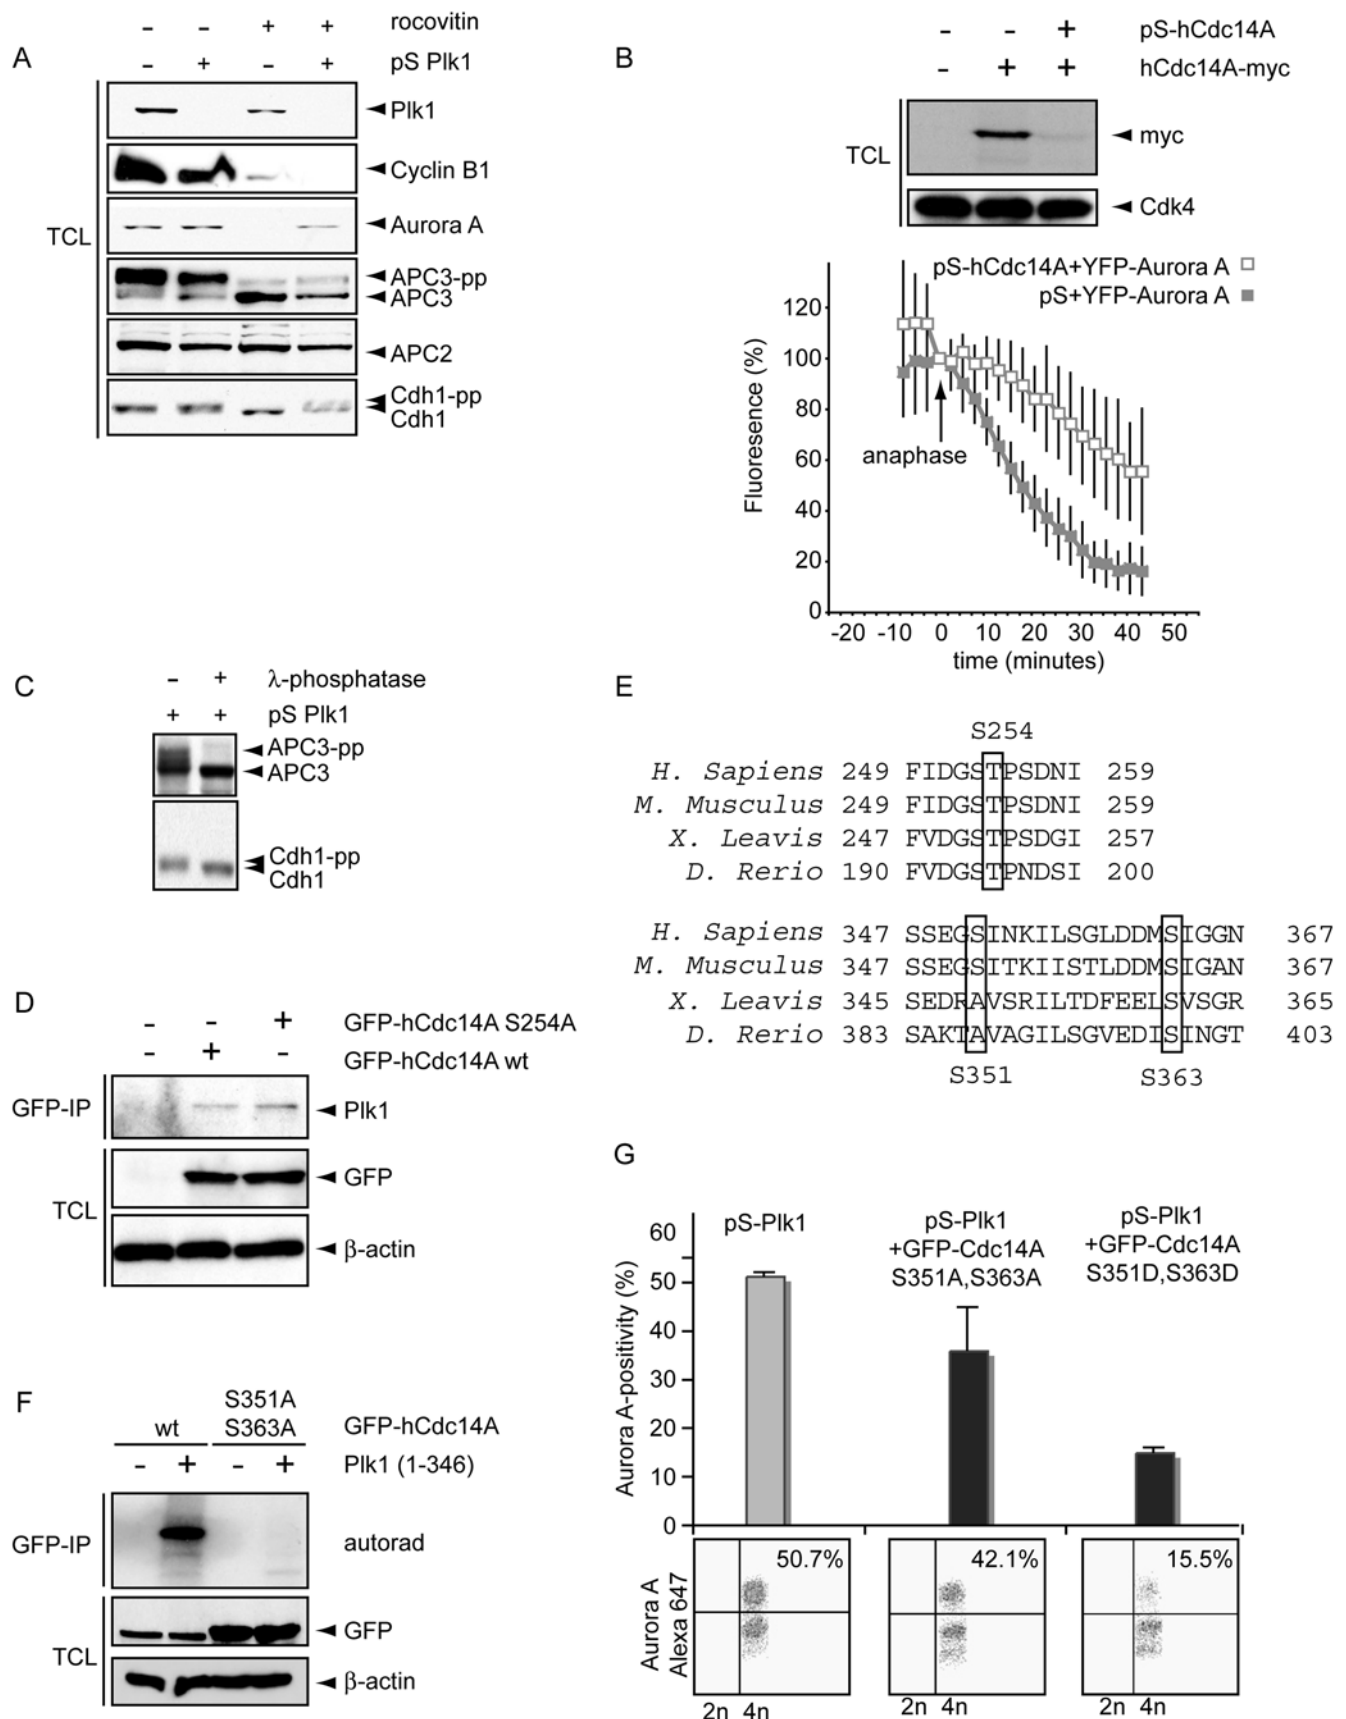 A
- - + + rocovitin
- + - + pS Plk1
TCL
Plk1
Cyclin B1
Aurora A
APC3-pp
APC3
APC2
Cdh1-pp
Cdh1
B
- - + pS-hCdc14A
- + + hCdc14A-myc
TCL
myc
Cdk4
pS-hCdc14A+YFP-Aurora A
pS+YFP-Aurora A
Fluoresence (%)
120
100
80
60
40
20
0
anaphase
-20 -10 0 10 20 30 40 50
time (minutes)
C
- + λ-phosphatase
+ + pS Plk1
APC3-pp
APC3
Cdh1-pp
Cdh1
D
- - + GFP-hCdc14A S254A
- + - GFP-hCdc14A wt
GFP-IP
Plk1
TCL
GFP
β-actin
E
S254
H. Sapiens 249 FIDGSTPSDNI 259
M. Musculus 249 FIDGSTPSDNI 259
X. Leavis 247 FVDGSTPSDGI 257
D. Rerio 190 FVDGSTPNDSI 200
H. Sapiens 347 SSEGSINKILSGLDDMSIGGN 367
M. Musculus 347 SSEGSITKIISTLDDMSIGAN 367
X. Leavis 345 SEDRAVSRILTDFEELSVSGR 365
D. Rerio 383 SAKTAVAGILSGVEDISINGT 403
S351 S363
F
wt
S351A
S363A
GFP-hCdc14A
- + - + Plk1 (1-346)
GFP-IP
autorad
TCL
GFP
β-actin
G
Aurora A-positivity (%)
60
50
40
30
20
10
0
pS-Plk1
pS-Plk1
+GFP-Cdc14A
S351A,S363A
pS-Plk1
+GFP-Cdc14A
S351D,S363D
Aurora A
Alexa 647
50.7%
42.1%
15.5%
2n 4n
2n 4n
2n 4n